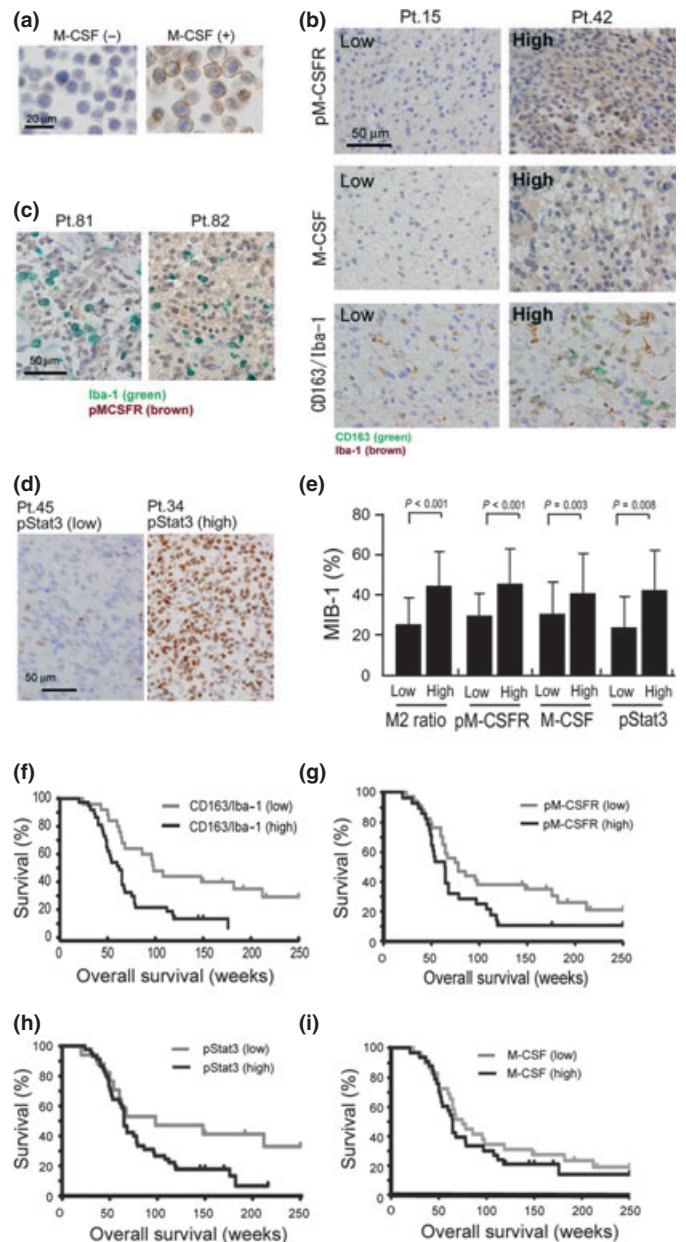 (a)
M-CSF (–) M-CSF (+)
20 µm
(b)
Pt.15 Pt.42
pM-CSFR
Low High
50 µm
M-CSF
Low High
CD163/Iba-1
Low High
CD163 (green)
Iba-1 (brown)
(c)
Pt.81 Pt.82
50 µm
Iba-1 (green)
pMCSFR (brown)
(d)
Pt.45 Pt.34
pStat3 (low) pStat3 (high)
50 µm
(e)
P < 0.001 P < 0.001 P = 0.003 P = 0.008
MIB-1 (%)
80
60
40
20
0
Low High Low High Low High Low High
M2 ratio pM-CSFR M-CSF pStat3
(f)
CD163/Iba-1 (low)
CD163/Iba-1 (high)
Survival (%)
100
80
60
40
20
0
0 50 100 150 200 250
Overall survival (weeks)
(g)
pM-CSFR (low)
pM-CSFR (high)
Survival (%)
100
80
60
40
20
0
0 50 100 150 200 250
Overall survival (weeks)
(h)
pStat3 (low)
pStat3 (high)
Survival (%)
100
80
60
40
20
0
0 50 100 150 200 250
Overall survival (weeks)
(i)
M-CSF (low)
M-CSF (high)
Survival (%)
100
80
60
40
20
0
0 50 100 150 200 250
Overall survival (weeks)